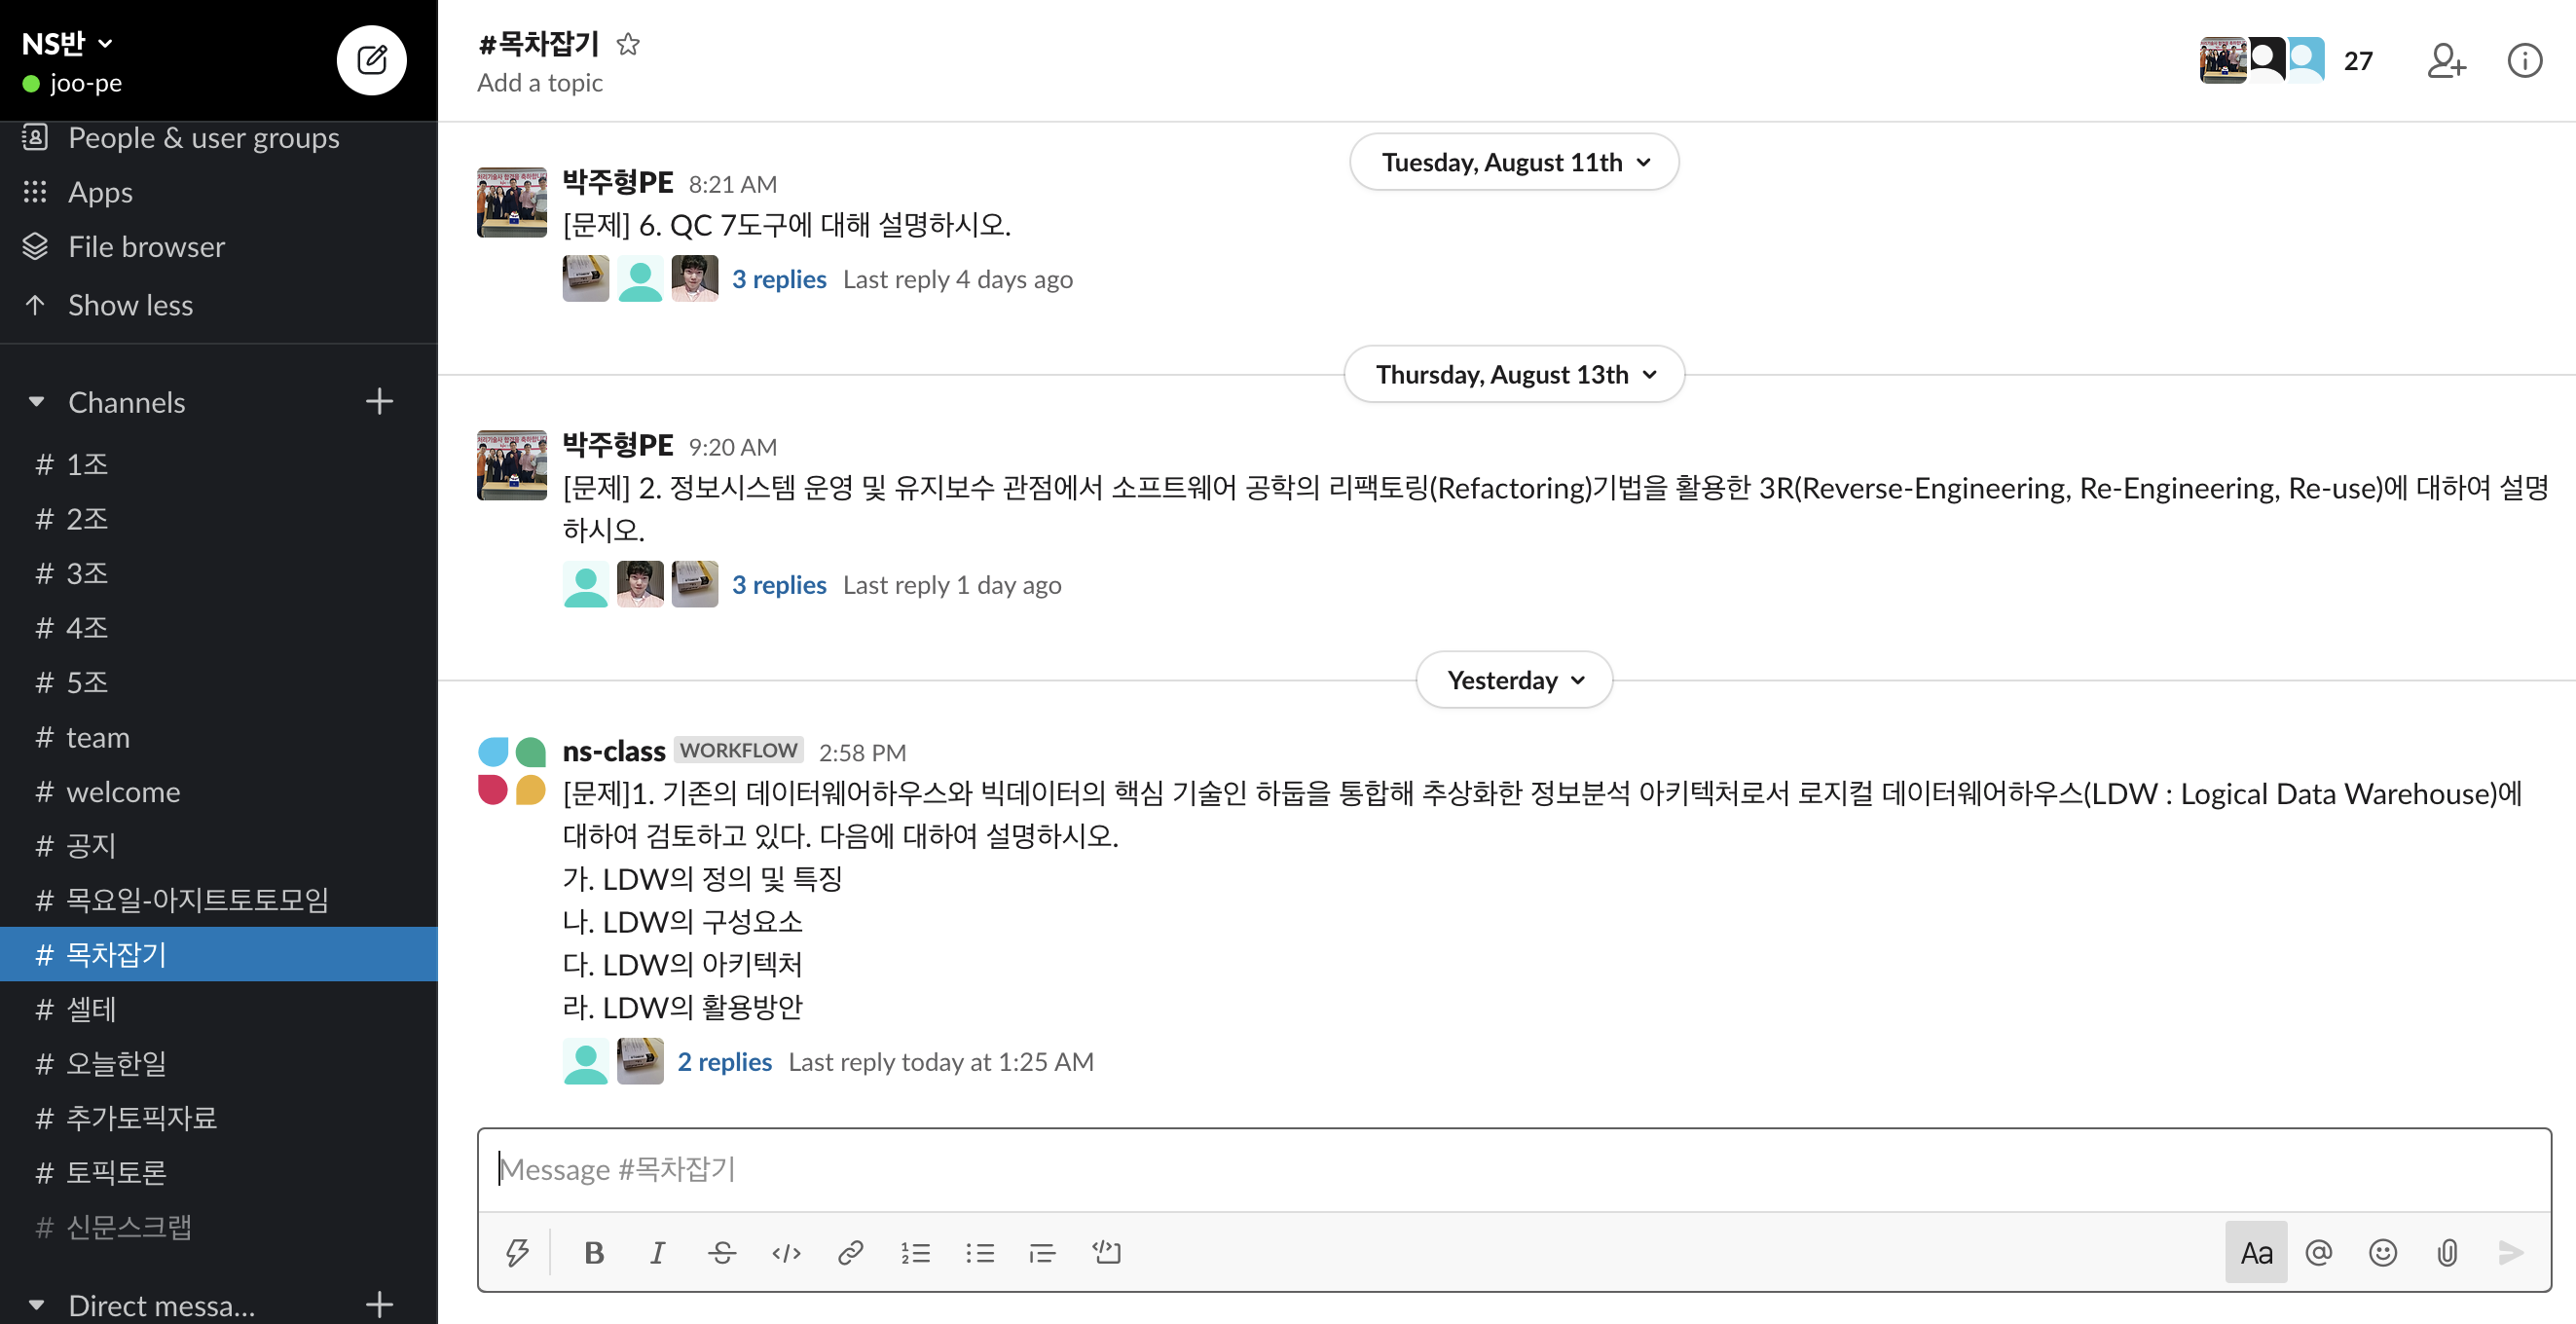 NS반
joo-pe
People & user groups
Apps
File browser
Show less
Channels
# 1조
# 2조
# 3조
# 4조
# 5조
# team
# welcome
# 공지
# 목요일-아지트토토모임
# 목차잡기
# 셀테
# 오늘한일
# 추가토픽자료
# 토픽토론
# 신문스크랩
Direct messa...
#목차잡기
Add a topic
27
Tuesday, August 11th
박주형PE 8:21 AM
[문제] 6. QC 7도구에 대해 설명하시오.
3 replies Last reply 4 days ago
Thursday, August 13th
박주형PE 9:20 AM
[문제] 2. 정보시스템 운영 및 유지보수 관점에서 소프트웨어 공학의 리팩토링(Refactoring)기법을 활용한 3R(Reverse-Engineering, Re-Engineering, Re-use)에 대하여 설명
하시오.
3 replies Last reply 1 day ago
Yesterday
ns-class WORKFLOW 2:58 PM
[문제]1. 기존의 데이터웨어하우스와 빅데이터의 핵심 기술인 하둡을 통합해 추상화한 정보분석 아키텍처로서 로지컬 데이터웨어하우스(LDW : Logical Data Warehouse)에
대하여 검토하고 있다. 다음에 대하여 설명하시오.
가. LDW의 정의 및 특징
나. LDW의 구성요소
다. LDW의 아키텍처
라. LDW의 활용방안
2 replies Last reply today at 1:25 AM
Message #목차잡기
Aa